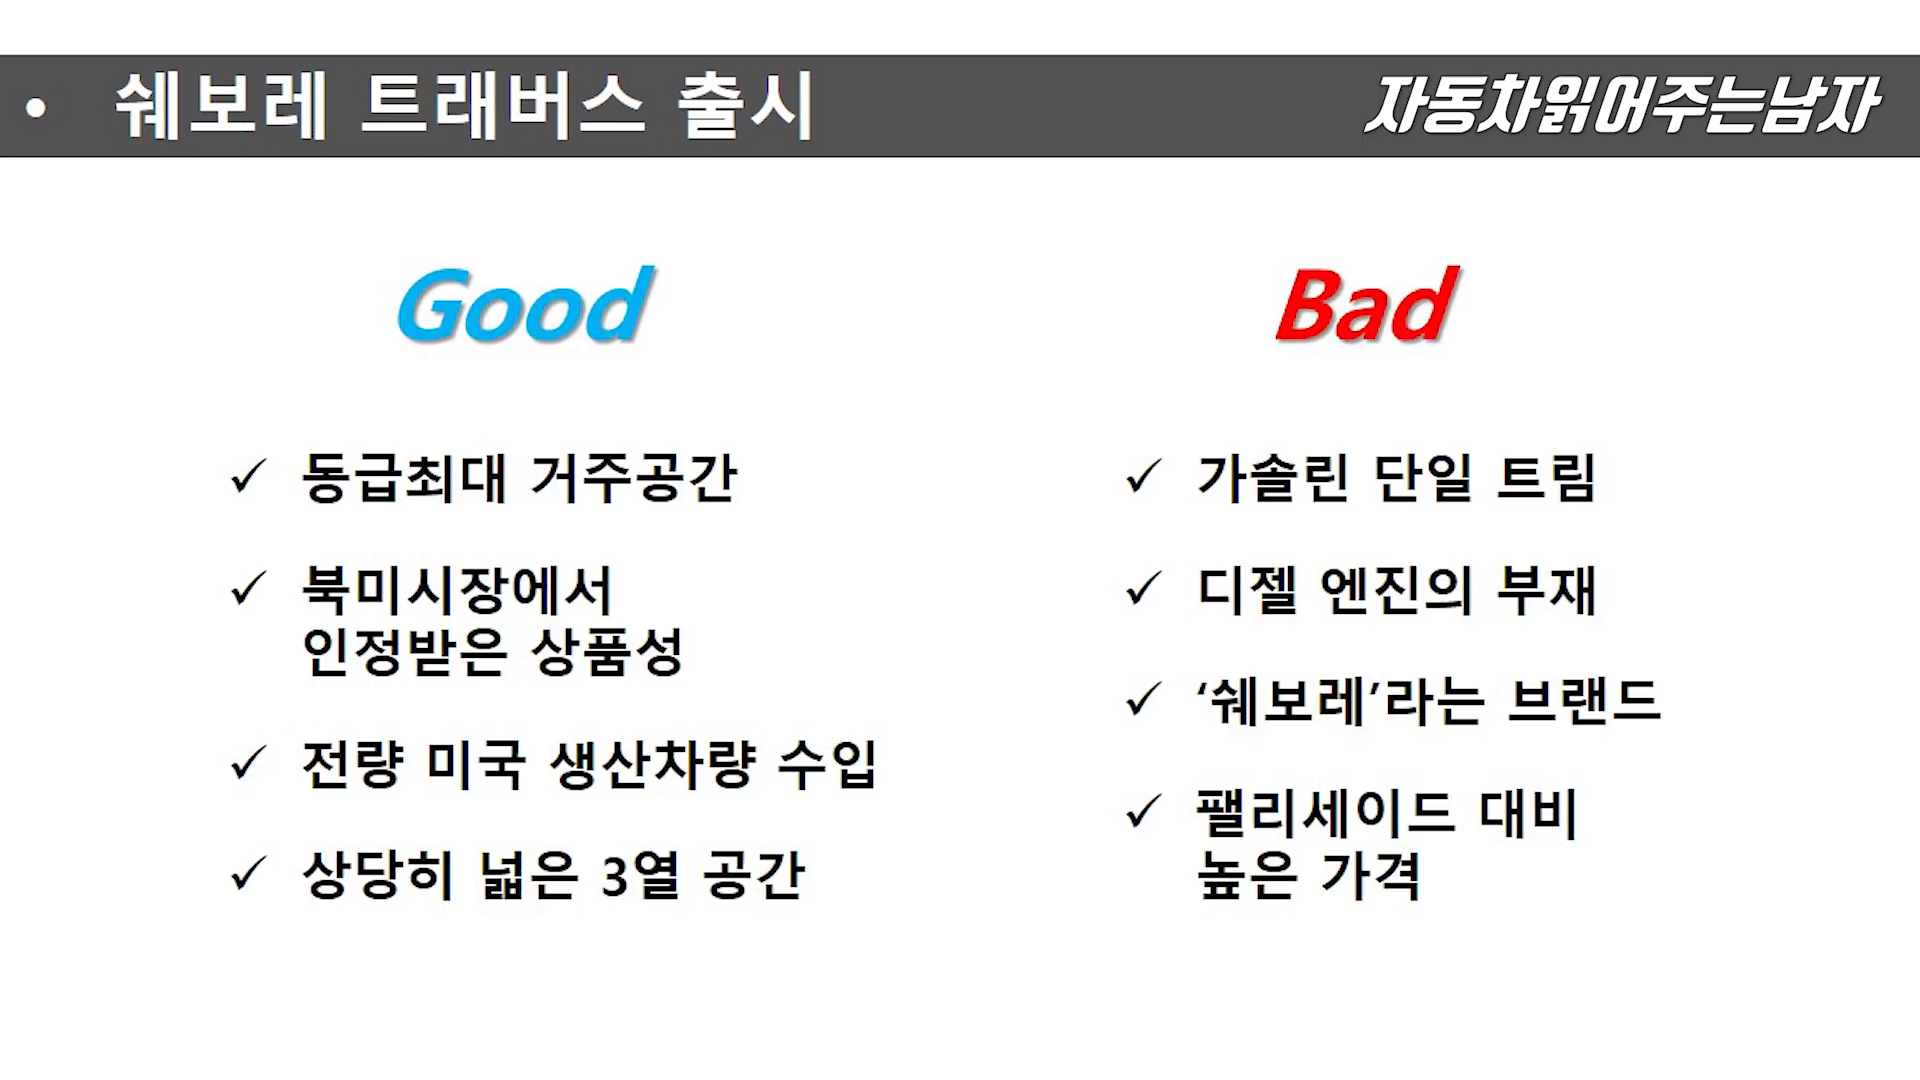 • 쉐보레 트래버스 출시
자동차읽어주는남자
Good
✓ 동급최대 거주공간
✓ 북미시장에서
인정받은 상품성
✓ 전량 미국 생산차량 수입
✓ 상당히 넓은 3열 공간
Bad
✓ 가솔린 단일 트림
✓ 디젤 엔진의 부재
✓ ‘쉐보레’라는 브랜드
✓ 팰리세이드 대비
높은 가격